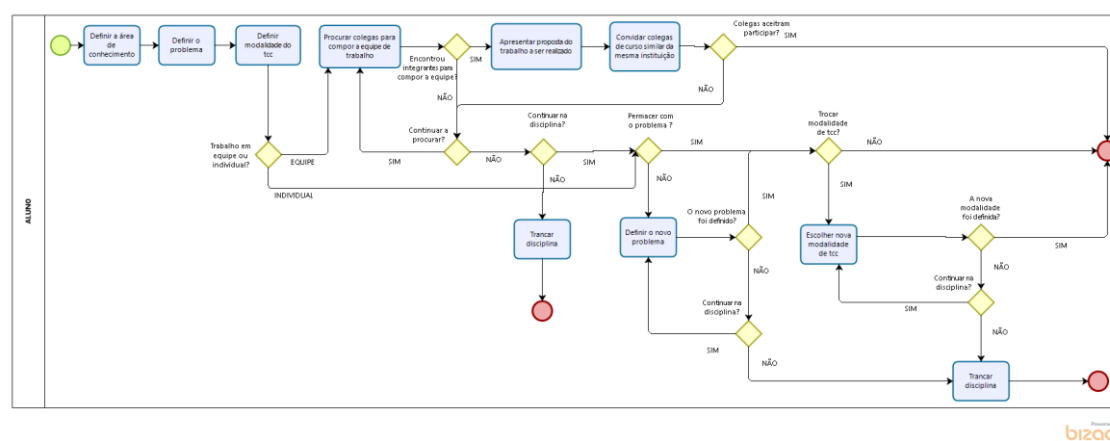 Colegas aceitram
participar?
SIM
Definir a área
de
conhecimento
Definir o
problema
Definir
modalidade do
tcc
Procurar colegas para
compor a equipe de
trabalho
Encontrou
integrantes para
compor a equipe?
SIM
Apresentar proposta do
trabalho a ser realizado
Convidar colegas
de curso similar da
mesma instituição
NÃO
NÃO
Continuar na
disciplina?
Permacer com
o problema ?
Trocar
modalidade
de tcc?
Trabalho em
equipe ou
individual?
EQUIPE
Continuar a
procurar?
SIM
NÃO
SIM
SIM
NÃO
INDIVIDUAL
NÃO
NÃO
SIM
SIM
ALUNO
Trancar
disciplina
Definir o novo
problema
O novo problema
foi definido?
Escolher nova
modalidade
de tcc
A nova
modalidade
foi definida?
SIM
NÃO
NÃO
Continuar na
disciplina?
SIM
Continuar na
disciplina?
SIM
NÃO
NÃO
Trancar
disciplina
Powered